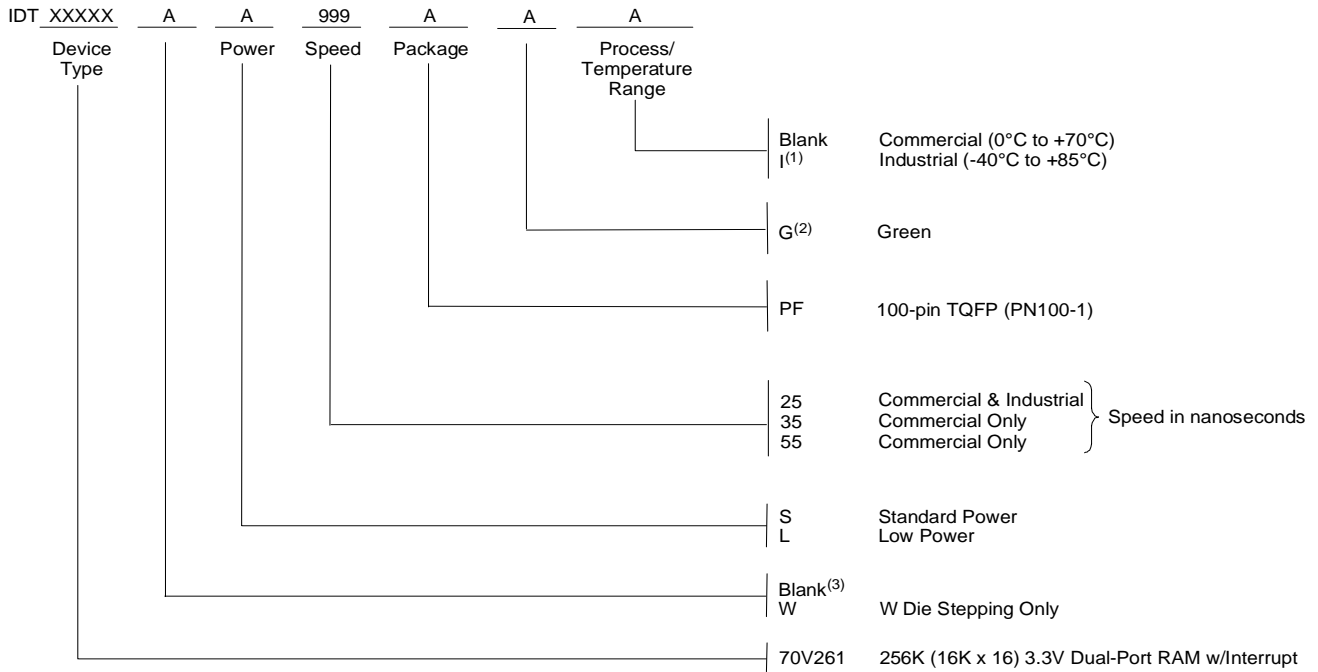 IDT XXXXX A A 999 A A A
Device Type
Power
Speed
Package
Process/ Temperature Range
Blank Commercial (0°C to +70°C)
I(1) Industrial (-40°C to +85°C)
G(2) Green
PF 100-pin TQFP (PN100-1)
25 Commercial & Industrial
35 Commercial Only
55 Commercial Only
Speed in nanoseconds
S Standard Power
L Low Power
Blank(3)
W W Die Stepping Only
70V261 256K (16K x 16) 3.3V Dual-Port RAM w/Interrupt